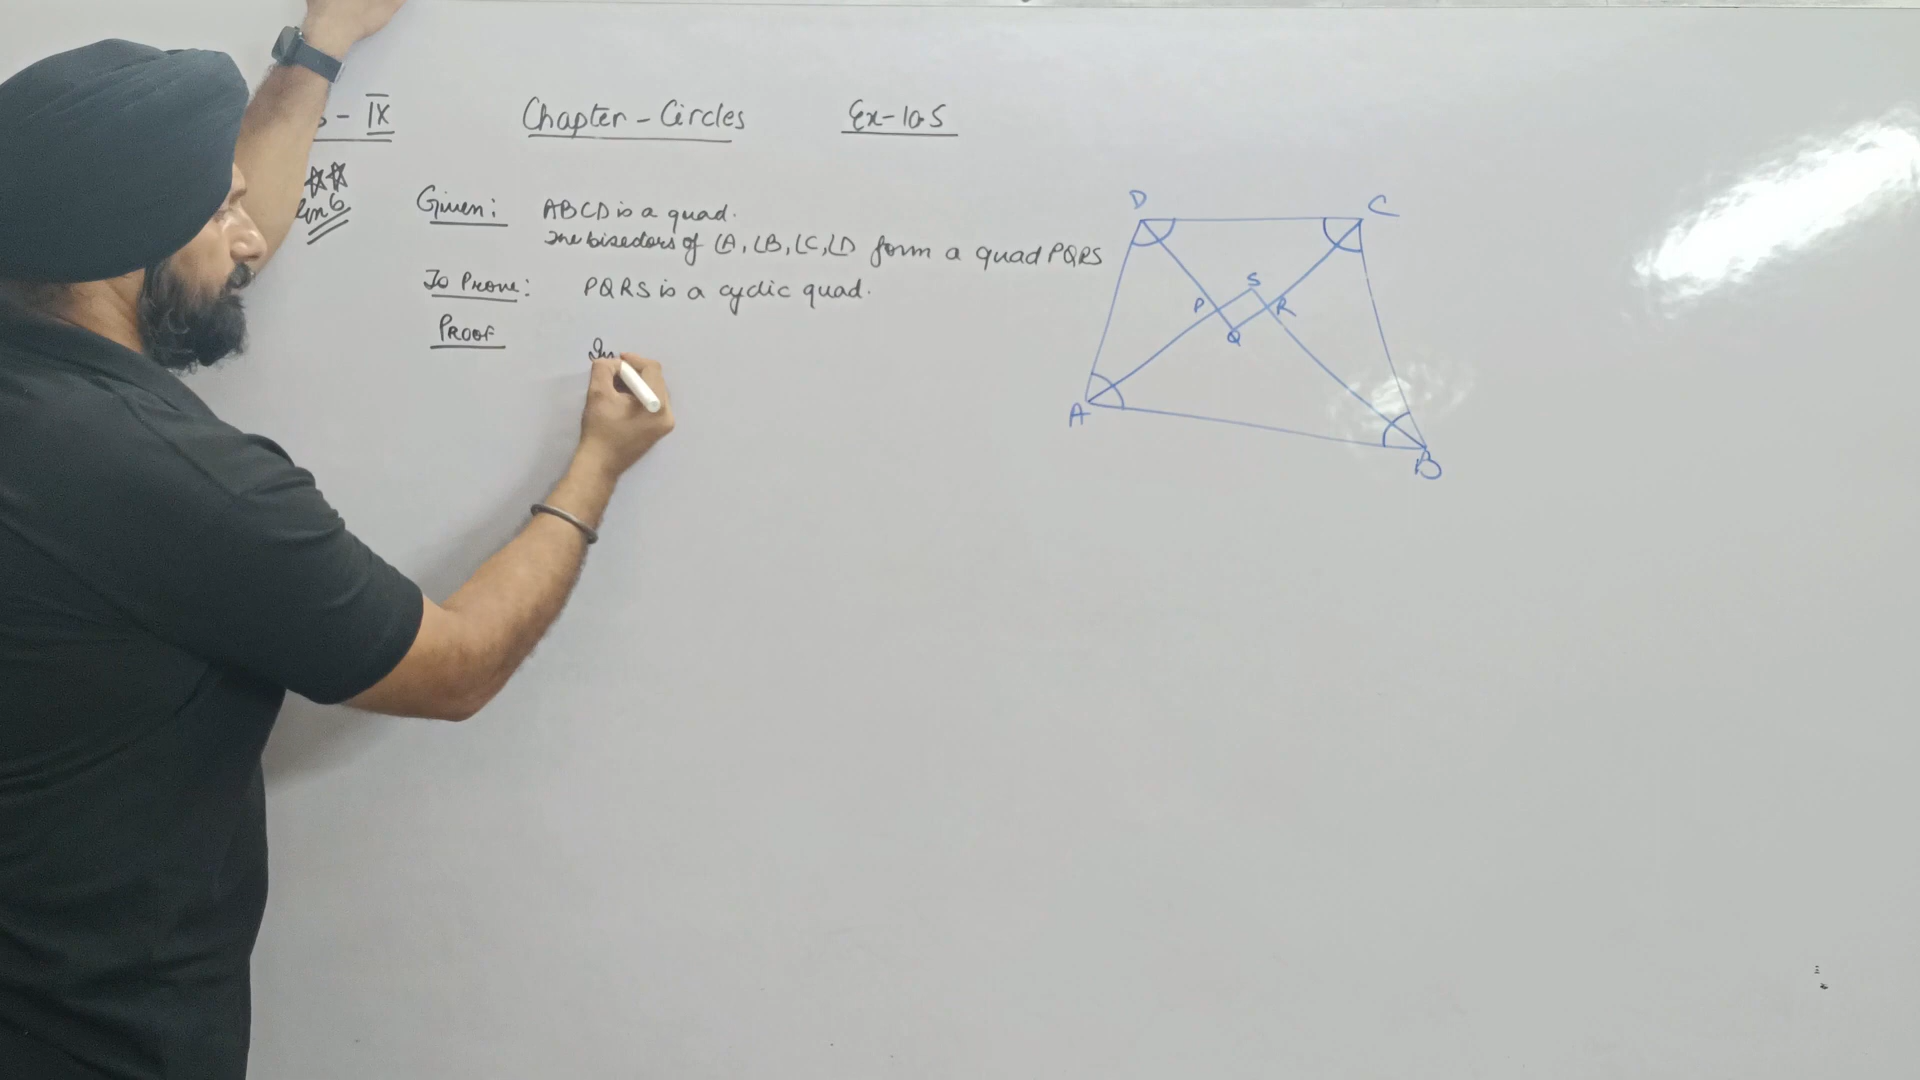 - IX Chapter - Circles Ex-10.5
Given: ABCD is a quad.
The bisectors of ∠A, ∠B, ∠C, ∠D form a quad PQRS
To Prove: PQRS is a cyclic quad.
PROOF
In
D C
S
P R
Q
A
B